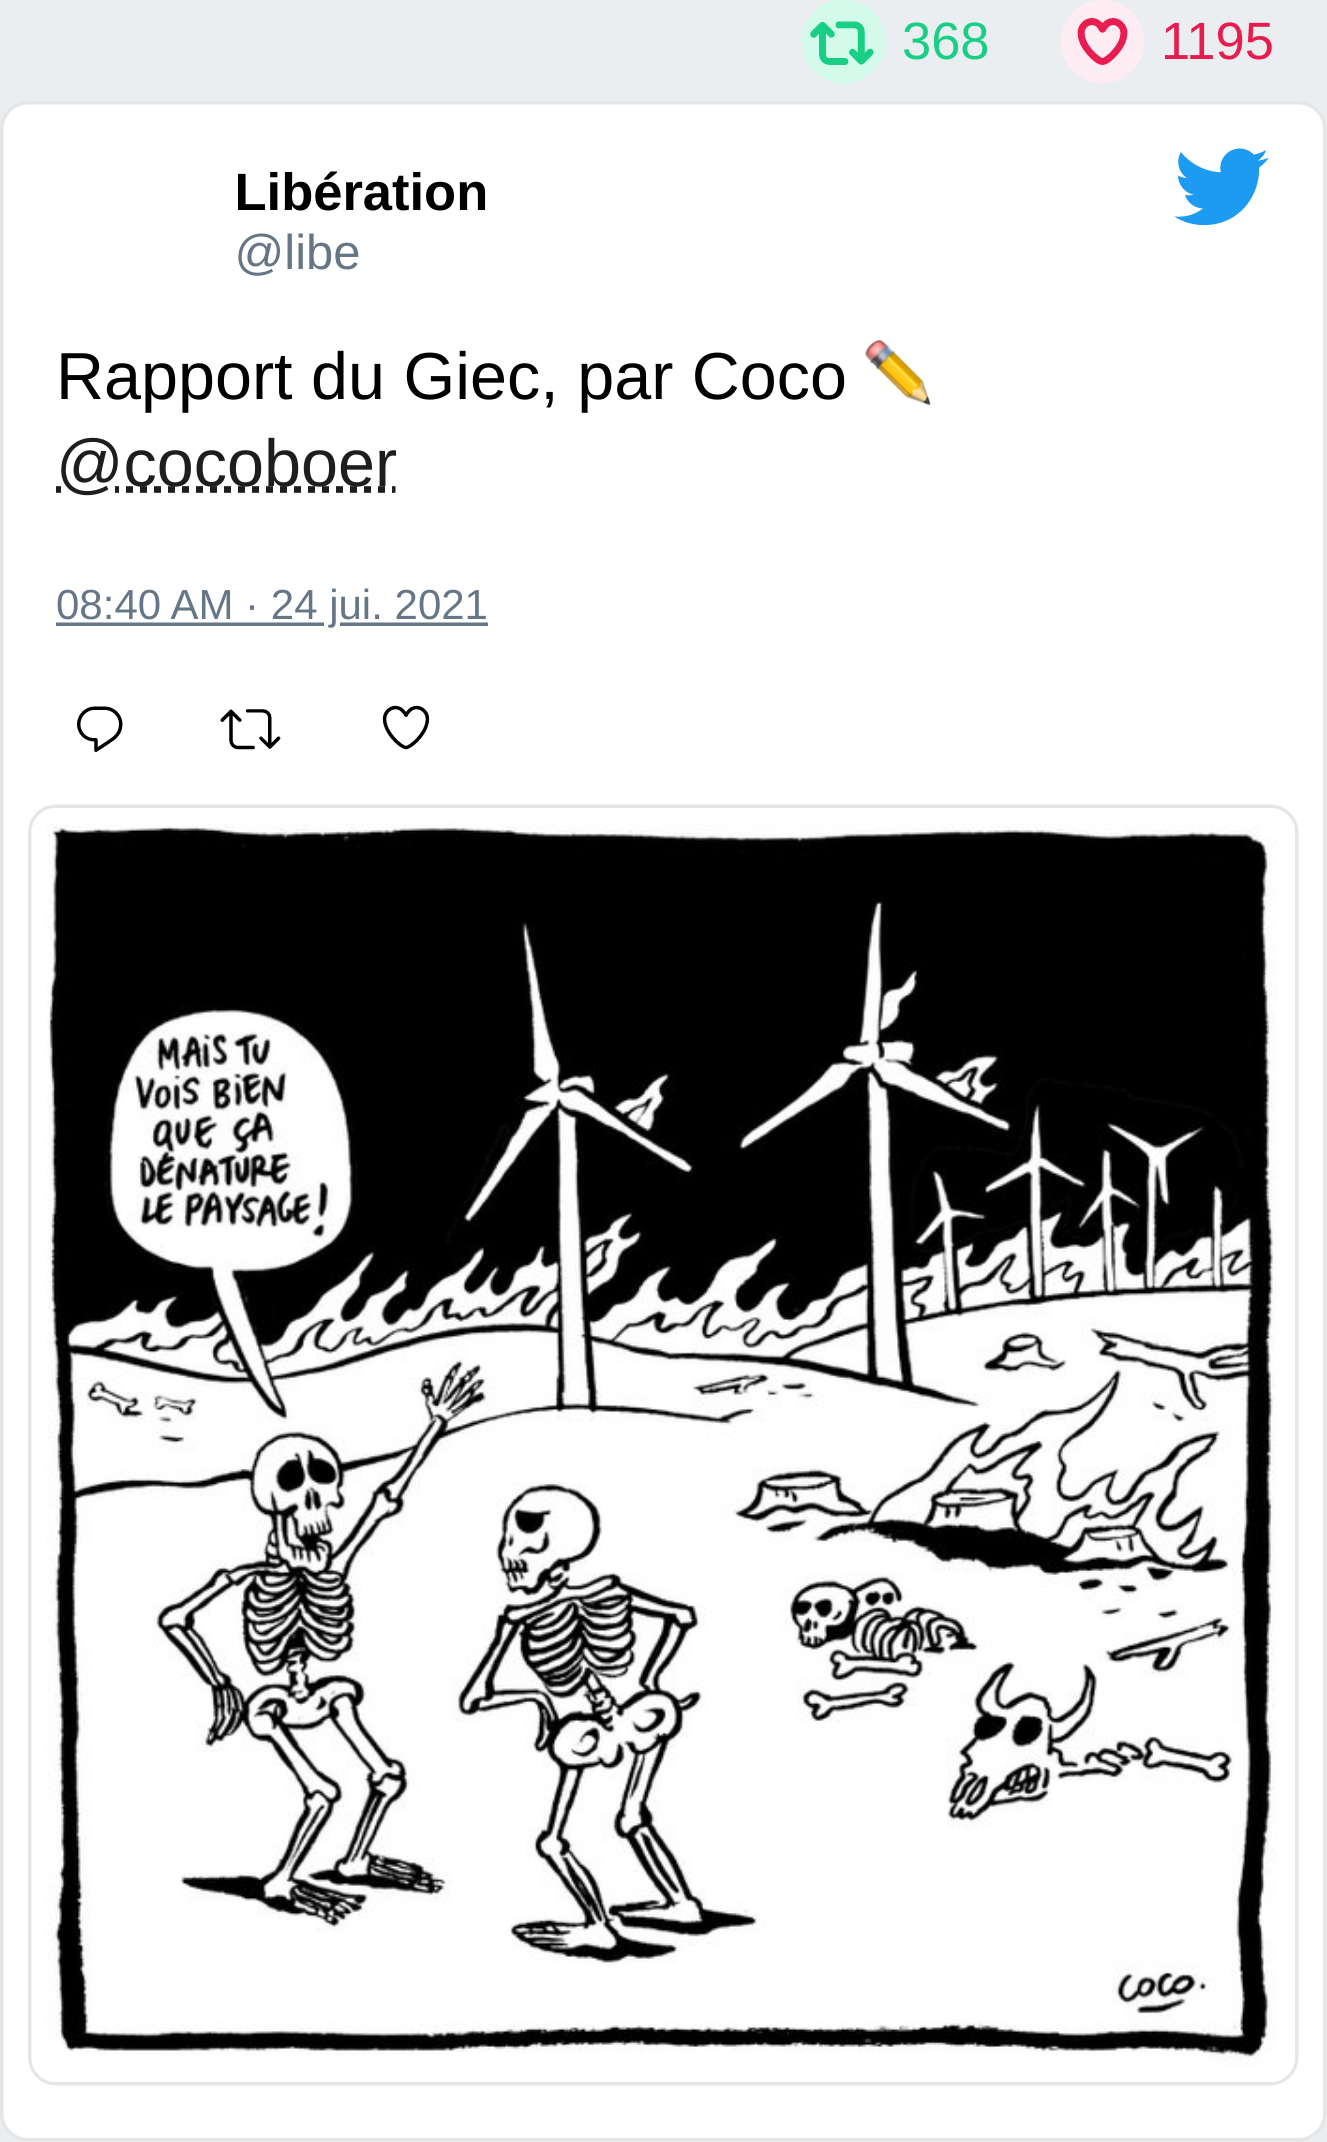 368 1195
Libération
@libe
Rapport du Giec, par Coco ✏️
@cocoboer
08:40 AM · 24 jui. 2021
MAIS TU
VOIS BIEN
QUE ÇA
DÉNATURE
LE PAYSAGE!
COCO.